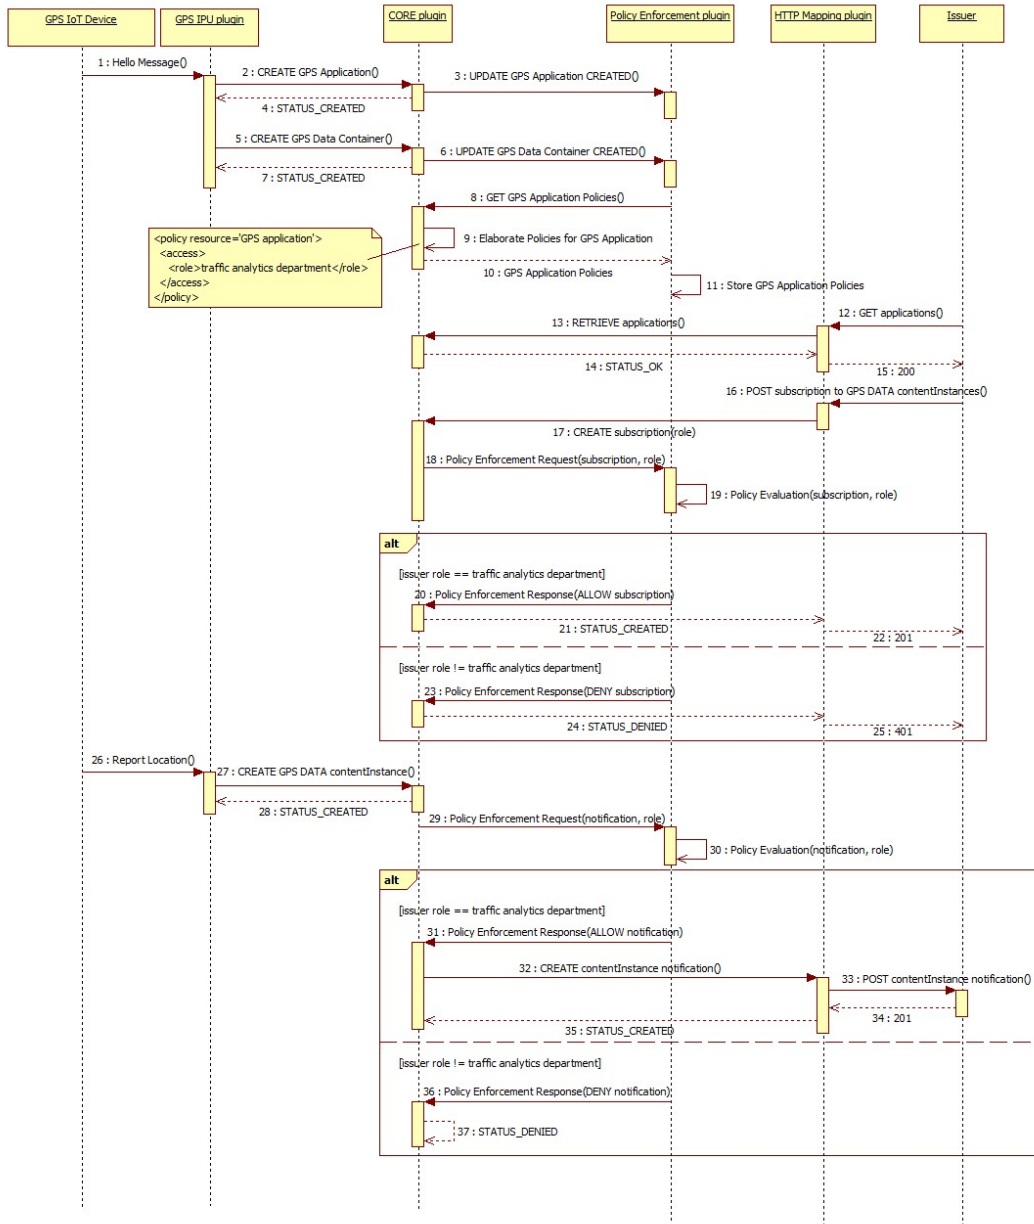 GPS IoT Device
GPS IPU plugin
CORE plugin
Policy Enforcement plugin
HTTP Mapping plugin
Issuer
1 : Hello Message()
2 : CREATE GPS Application()
3 : UPDATE GPS Application CREATED()
4 : STATUS_CREATED
5 : CREATE GPS Data Container()
6 : UPDATE GPS Data Container CREATED()
7 : STATUS_CREATED
8 : GET GPS Application Policies()
<policy resource='GPS application'>
<access>
<role>traffic analytics department</role>
</access>
</policy>
9 : Elaborate Policies for GPS Application
10 : GPS Application Policies
11 : Store GPS Application Policies
12 : GET applications()
13 : RETRIEVE applications()
14 : STATUS_OK
15 : 200
16 : POST subscription to GPS DATA contentInstances()
17 : CREATE subscription(role)
18 : Policy Enforcement Request(subscription, role)
19 : Policy Evaluation(subscription, role)
alt
[issuer role == traffic analytics department]
20 : Policy Enforcement Response(ALLOW subscription)
21 : STATUS_CREATED
22 : 201
[issuer role != traffic analytics department]
23 : Policy Enforcement Response(DENY subscription)
24 : STATUS_DENIED
25 : 401
26 : Report Location()
27 : CREATE GPS DATA contentInstance()
28 : STATUS_CREATED
29 : Policy Enforcement Request(notification, role)
30 : Policy Evaluation(notification, role)
alt
[issuer role == traffic analytics department]
31 : Policy Enforcement Response(ALLOW notification)
32 : CREATE contentInstance notification()
33 : POST contentInstance notification()
34 : 201
35 : STATUS_CREATED
[issuer role != traffic analytics department]
36 : Policy Enforcement Response(DENY notification)
37 : STATUS_DENIED